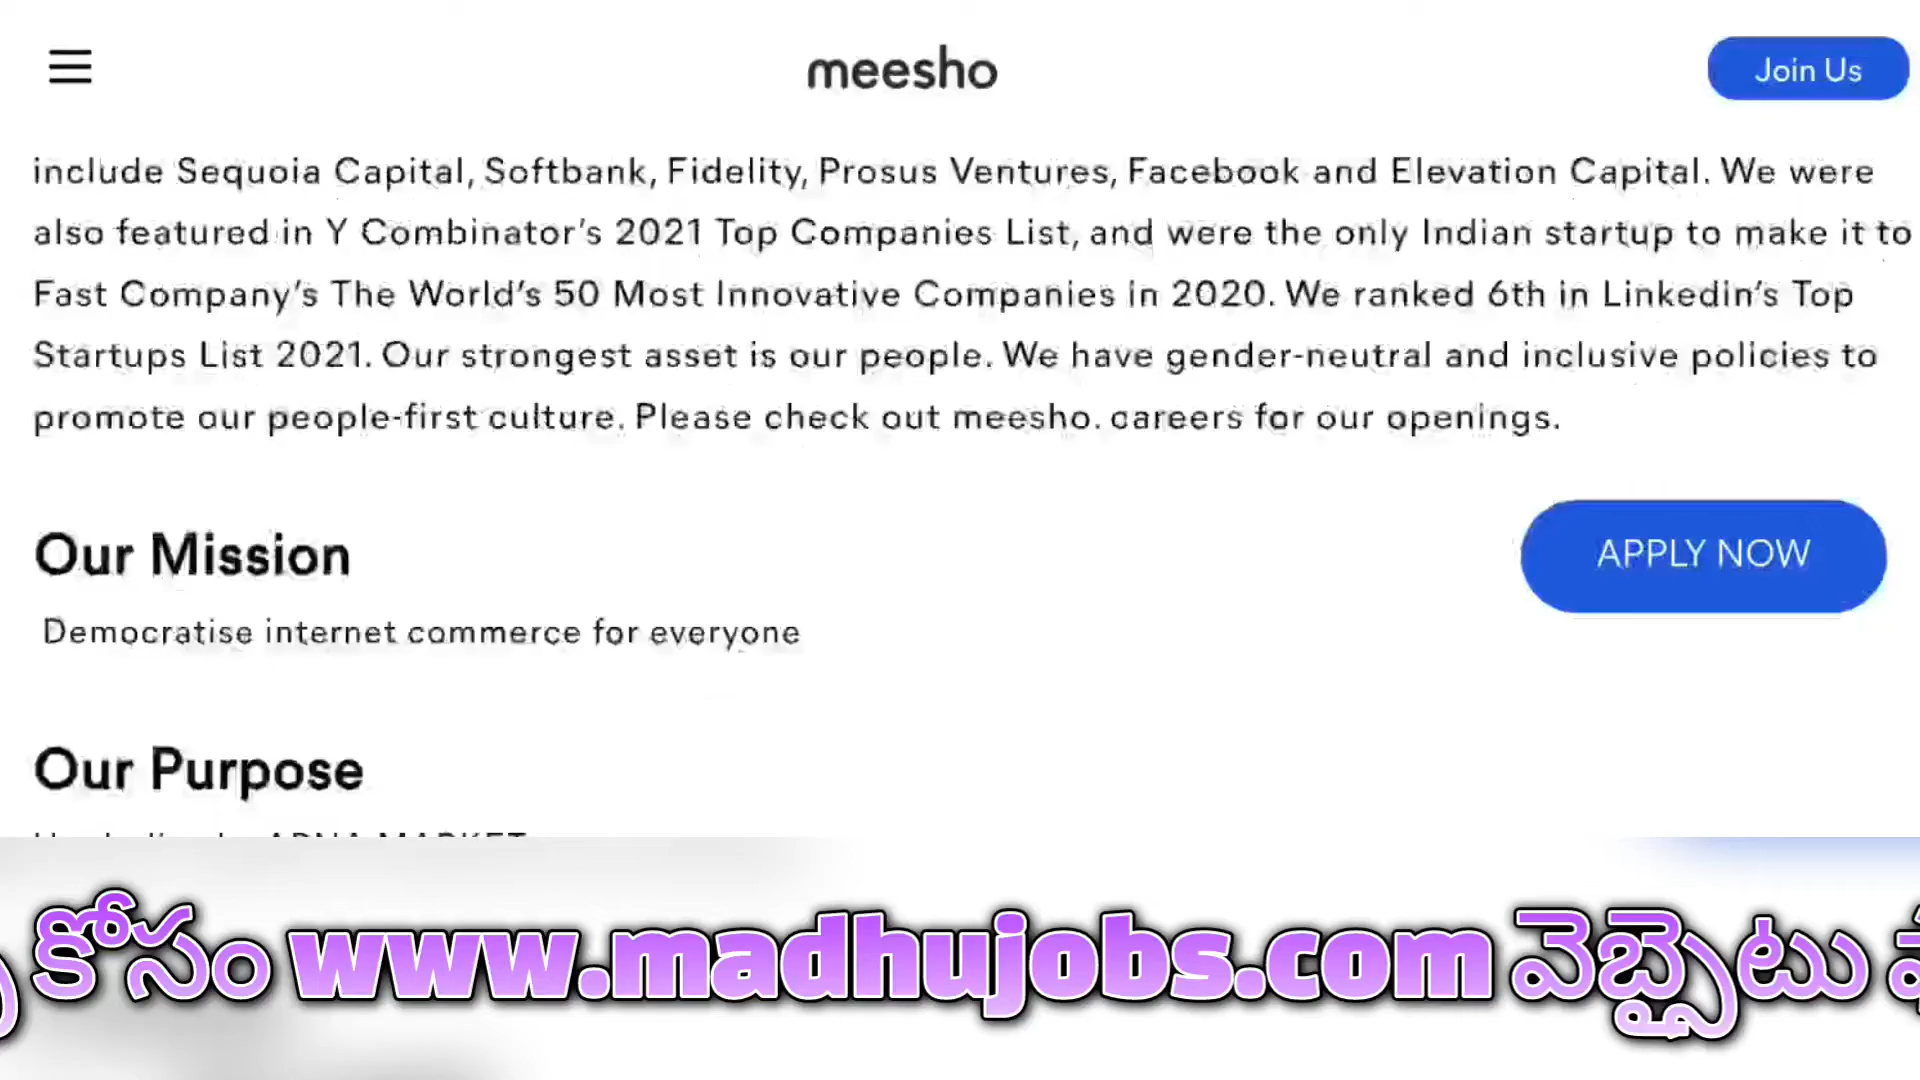 meesho
Join Us
include Sequoia Capital, Softbank, Fidelity, Prosus Ventures, Facebook and Elevation Capital. We were
also featured in Y Combinator’s 2021 Top Companies List, and were the only Indian startup to make it to
Fast Company’s The World’s 50 Most Innovative Companies in 2020. We ranked 6th in Linkedin’s Top
Startups List 2021. Our strongest asset is our people. We have gender-neutral and inclusive policies to
promote our people-first culture. Please check out meesho. careers for our openings.
Our Mission
APPLY NOW
Democratise internet commerce for everyone
Our Purpose
కోసం www.madhujobs.com వెబ్సైటు